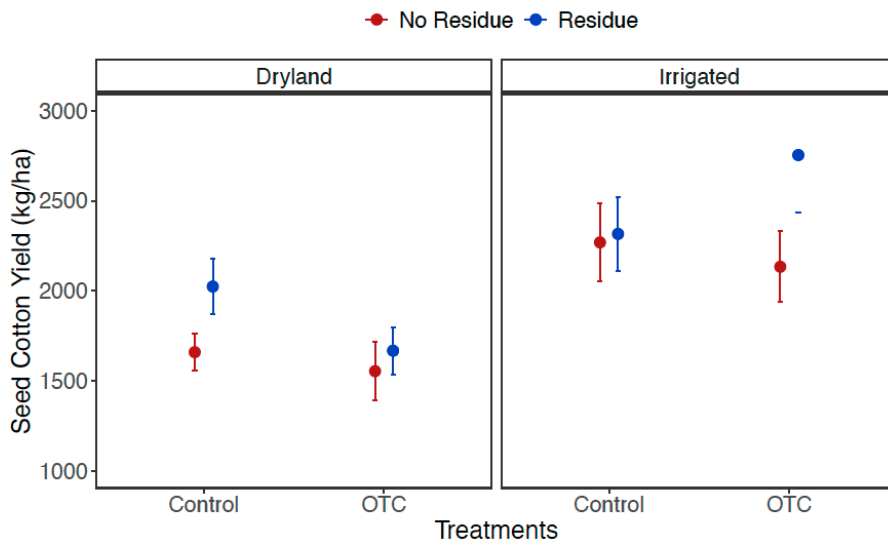 No Residue Residue
Dryland Irrigated
Seed Cotton Yield (kg/ha)
3000
2500
2000
1500
1000
Control OTC Control OTC
Treatments